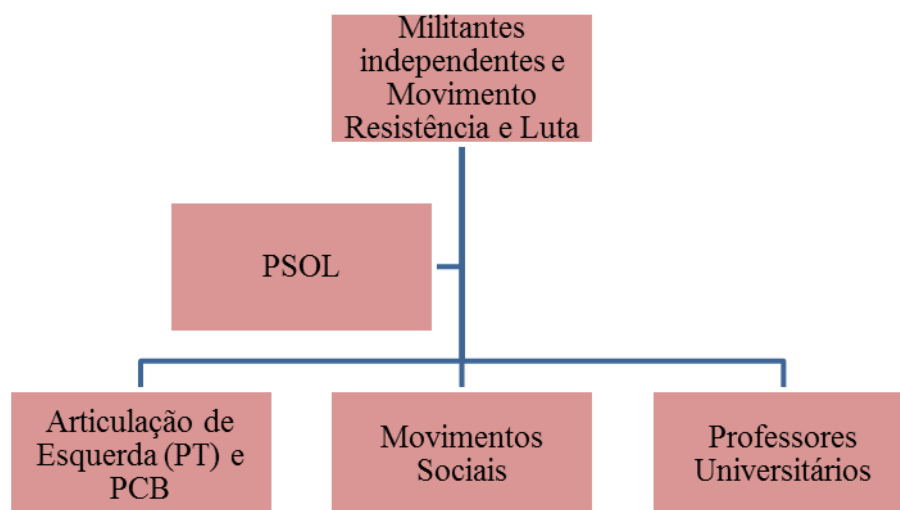 Militantes
independentes e
Movimento
Resistência e Luta
PSOL
Articulação de
Esquerda (PT) e
PCB
Movimentos
Sociais
Professores
Universitários